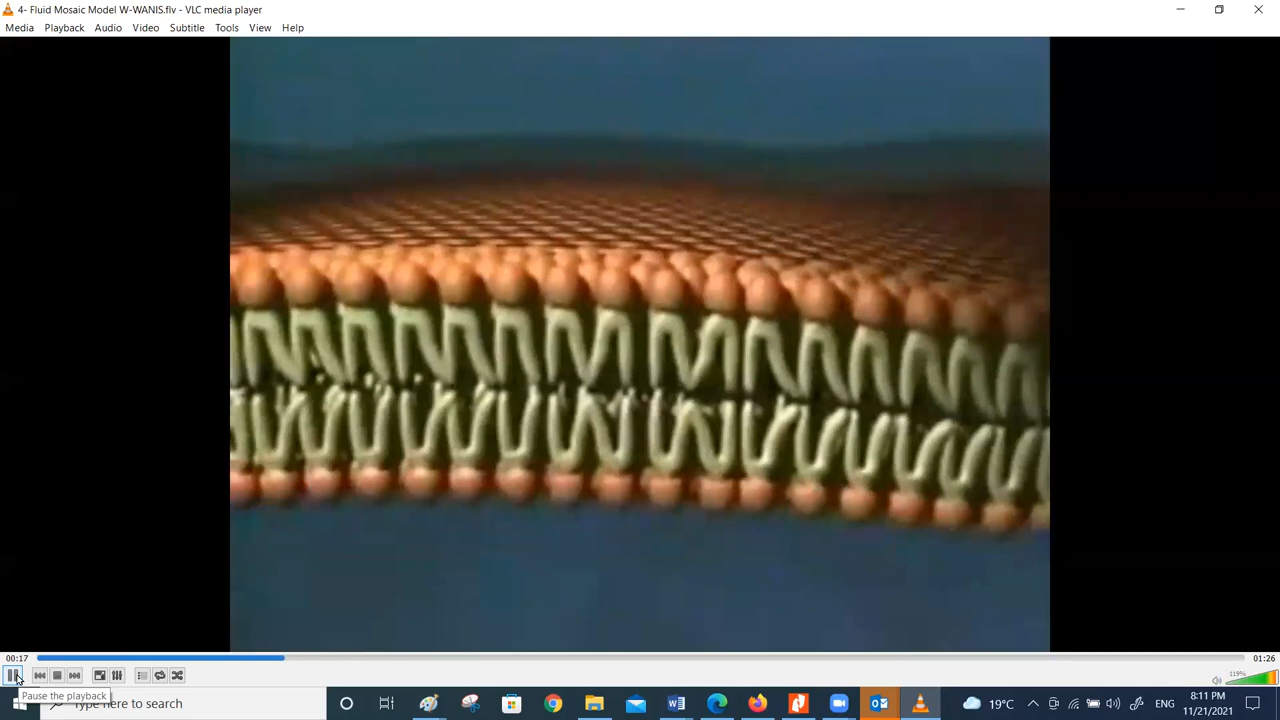 4- Fluid Mosaic Model W-WANIS.flv - VLC media player
Media Playback Audio Video Subtitle Tools View Help
00:17 01:26
119%
Pause the playback
Type here to search
19°C ENG 8:11 PM
11/21/2021